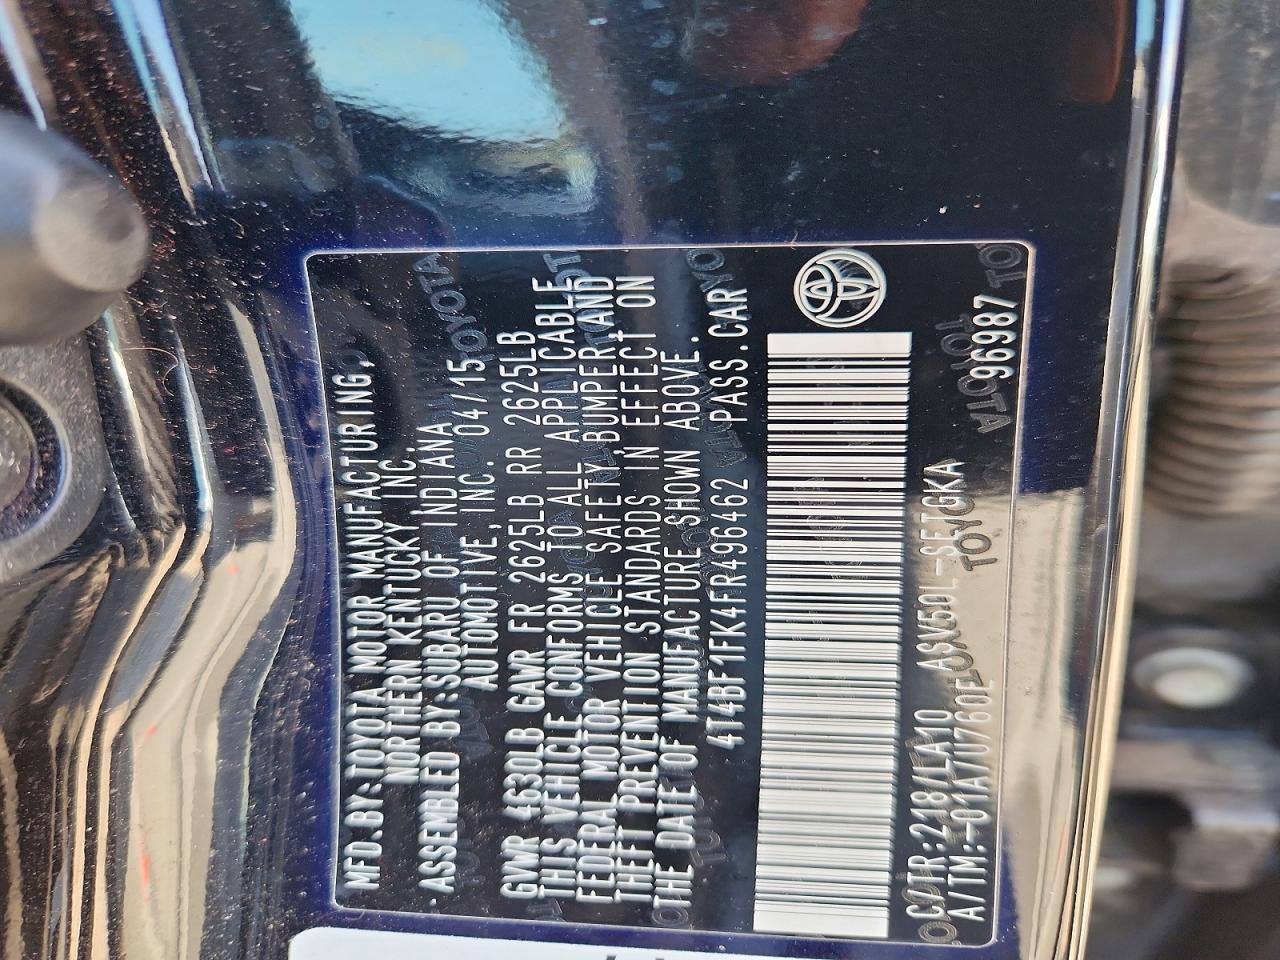 MFD.BY:TOYOTA MOTOR MANUFACTURING,
NORTHERN KENTUCKY INC.
ASSEMBLED BY:SUBARU OF INDIANA
AUTOMOTIVE, INC. 04/15
GVWR 4630LB GAWR FR 2625LB RR 2625LB
THIS VEHICLE CONFORMS TO ALL APPLICABLE
FEDERAL MOTOR VEHICLE SAFETY,BUMPER,AND
THEFT PREVENTION STANDARDS IN EFFECT ON
THE DATE OF MANUFACTURE SHOWN ABOVE.
4T4BF1FK4FR496462 PASS.CAR
C/TR:218/LA10 ASV50L-SETGKA
A/TM:-01A/U760E 96987